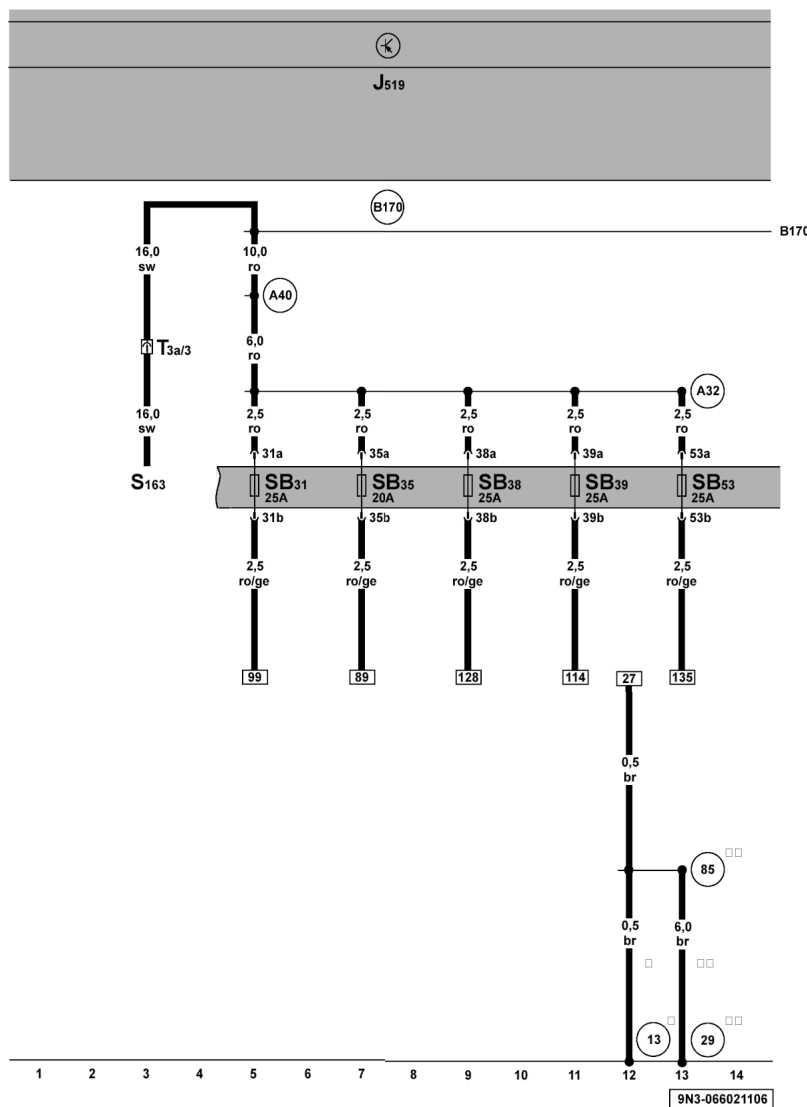 J519
B170
B170
16,0 10,0
sw ro
A40
T3a/3
6,0
ro
A32
16,0 2,5 2,5 2,5 2,5 2,5
sw ro ro ro ro ro
31a 35a 38a 39a 53a
S163 SB31 SB35 SB38 SB39 SB53
25A 20A 25A 25A 25A
31b 35b 38b 39b 53b
2,5 2,5 2,5 2,5 2,5
ro/ge ro/ge ro/ge ro/ge ro/ge
99 89 128 114 27 135
0,5
br
85
0,5 6,0
br br
13 29
1 2 3 4 5 6 7 8 9 10 11 12 13 14
9N3-066021106